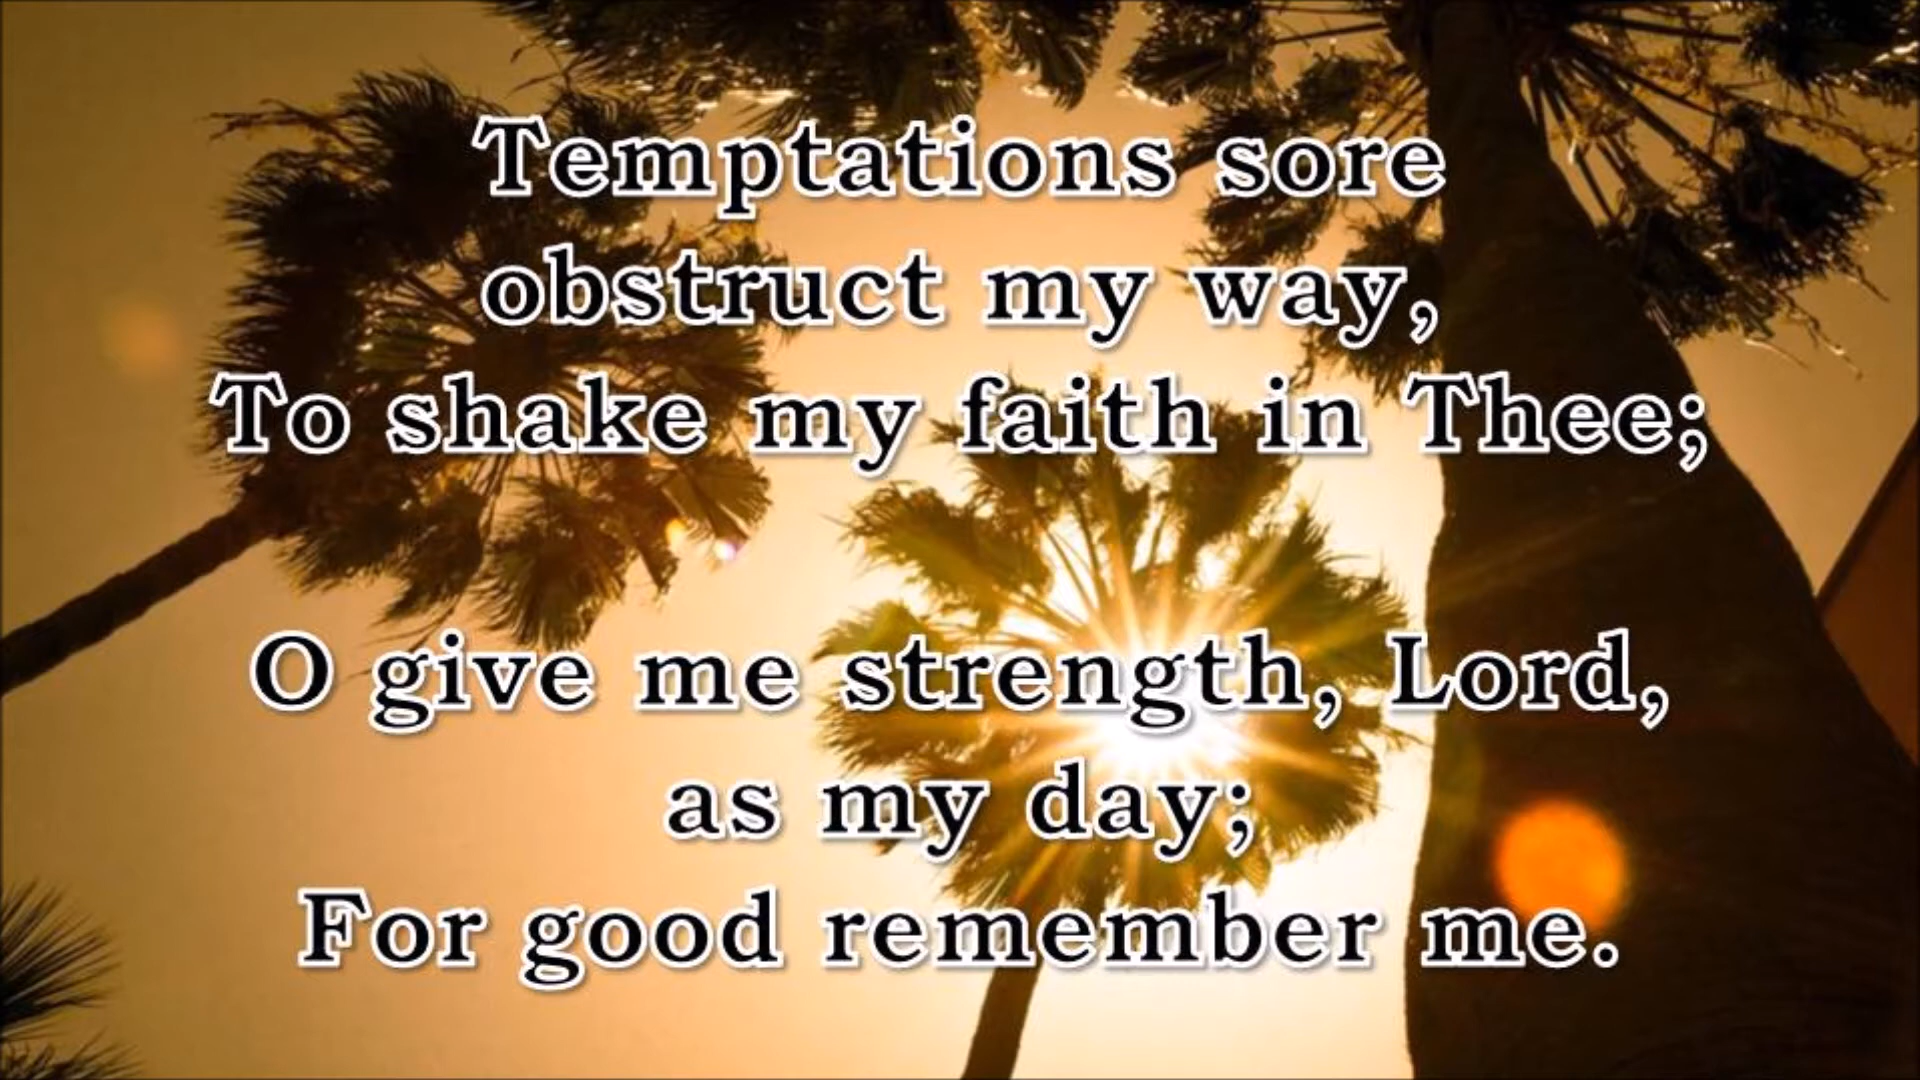 Temptations sore
obstruct my way,
To shake my faith in Thee;
O give me strength, Lord,
as my day;
For good remember me.